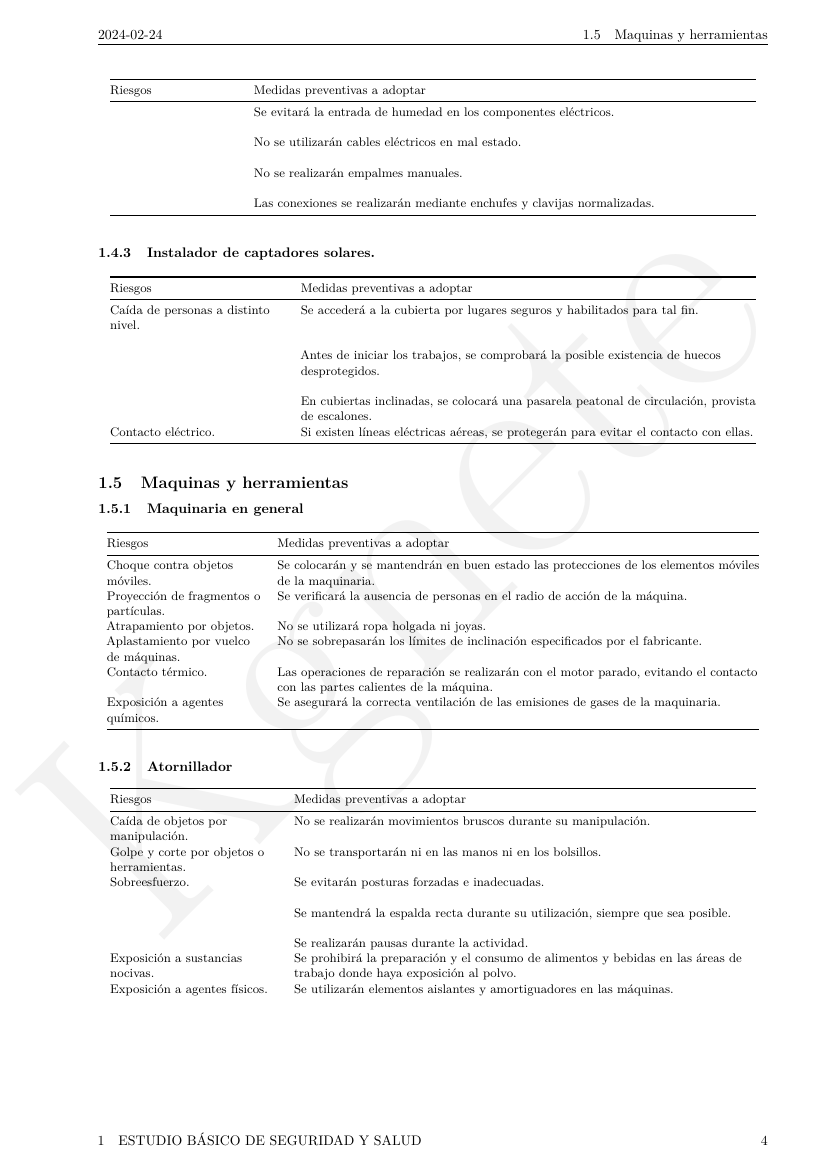 2024-02-24 1.5 Maquinas y herramientas
Riesgos Medidas preventivas a adoptar
Se evitará la entrada de humedad en los componentes eléctricos.
No se utilizarán cables eléctricos en mal estado.
No se realizarán empalmes manuales.
Las conexiones se realizarán mediante enchufes y clavijas normalizadas.
1.4.3 Instalador de captadores solares.
Riesgos Medidas preventivas a adoptar
Caída de personas a distinto Se accederá a la cubierta por lugares seguros y habilitados para tal fin.
nivel.
Antes de iniciar los trabajos, se comprobará la posible existencia de huecos
desprotegidos.
En cubiertas inclinadas, se colocará una pasarela peatonal de circulación, provista
de escalones.
Contacto eléctrico. Si existen líneas eléctricas aéreas, se protegerán para evitar el contacto con ellas.
1.5 Maquinas y herramientas
1.5.1 Maquinaria en general
Riesgos Medidas preventivas a adoptar
Choque contra objetos Se colocarán y se mantendrán en buen estado las protecciones de los elementos móviles
móviles. de la maquinaria.
Proyección de fragmentos o Se verificará la ausencia de personas en el radio de acción de la máquina.
partículas.
Atrapamiento por objetos. No se utilizará ropa holgada ni joyas.
Aplastamiento por vuelco No se sobrepasarán los límites de inclinación especificados por el fabricante.
de máquinas.
Contacto térmico. Las operaciones de reparación se realizarán con el motor parado, evitando el contacto
con las partes calientes de la máquina.
Exposición a agentes Se asegurará la correcta ventilación de las emisiones de gases de la maquinaria.
químicos.
1.5.2 Atornillador
Riesgos Medidas preventivas a adoptar
Caída de objetos por No se realizarán movimientos bruscos durante su manipulación.
manipulación.
Golpe y corte por objetos o No se transportarán ni en las manos ni en los bolsillos.
herramientas.
Sobreesfuerzo. Se evitarán posturas forzadas e inadecuadas.
Se mantendrá la espalda recta durante su utilización, siempre que sea posible.
Se realizarán pausas durante la actividad.
Exposición a sustancias Se prohibirá la preparación y el consumo de alimentos y bebidas en las áreas de
nocivas. trabajo donde haya exposición al polvo.
Exposición a agentes físicos. Se utilizarán elementos aislantes y amortiguadores en las máquinas.
1 ESTUDIO BÁSICO DE SEGURIDAD Y SALUD 4
Kgnete